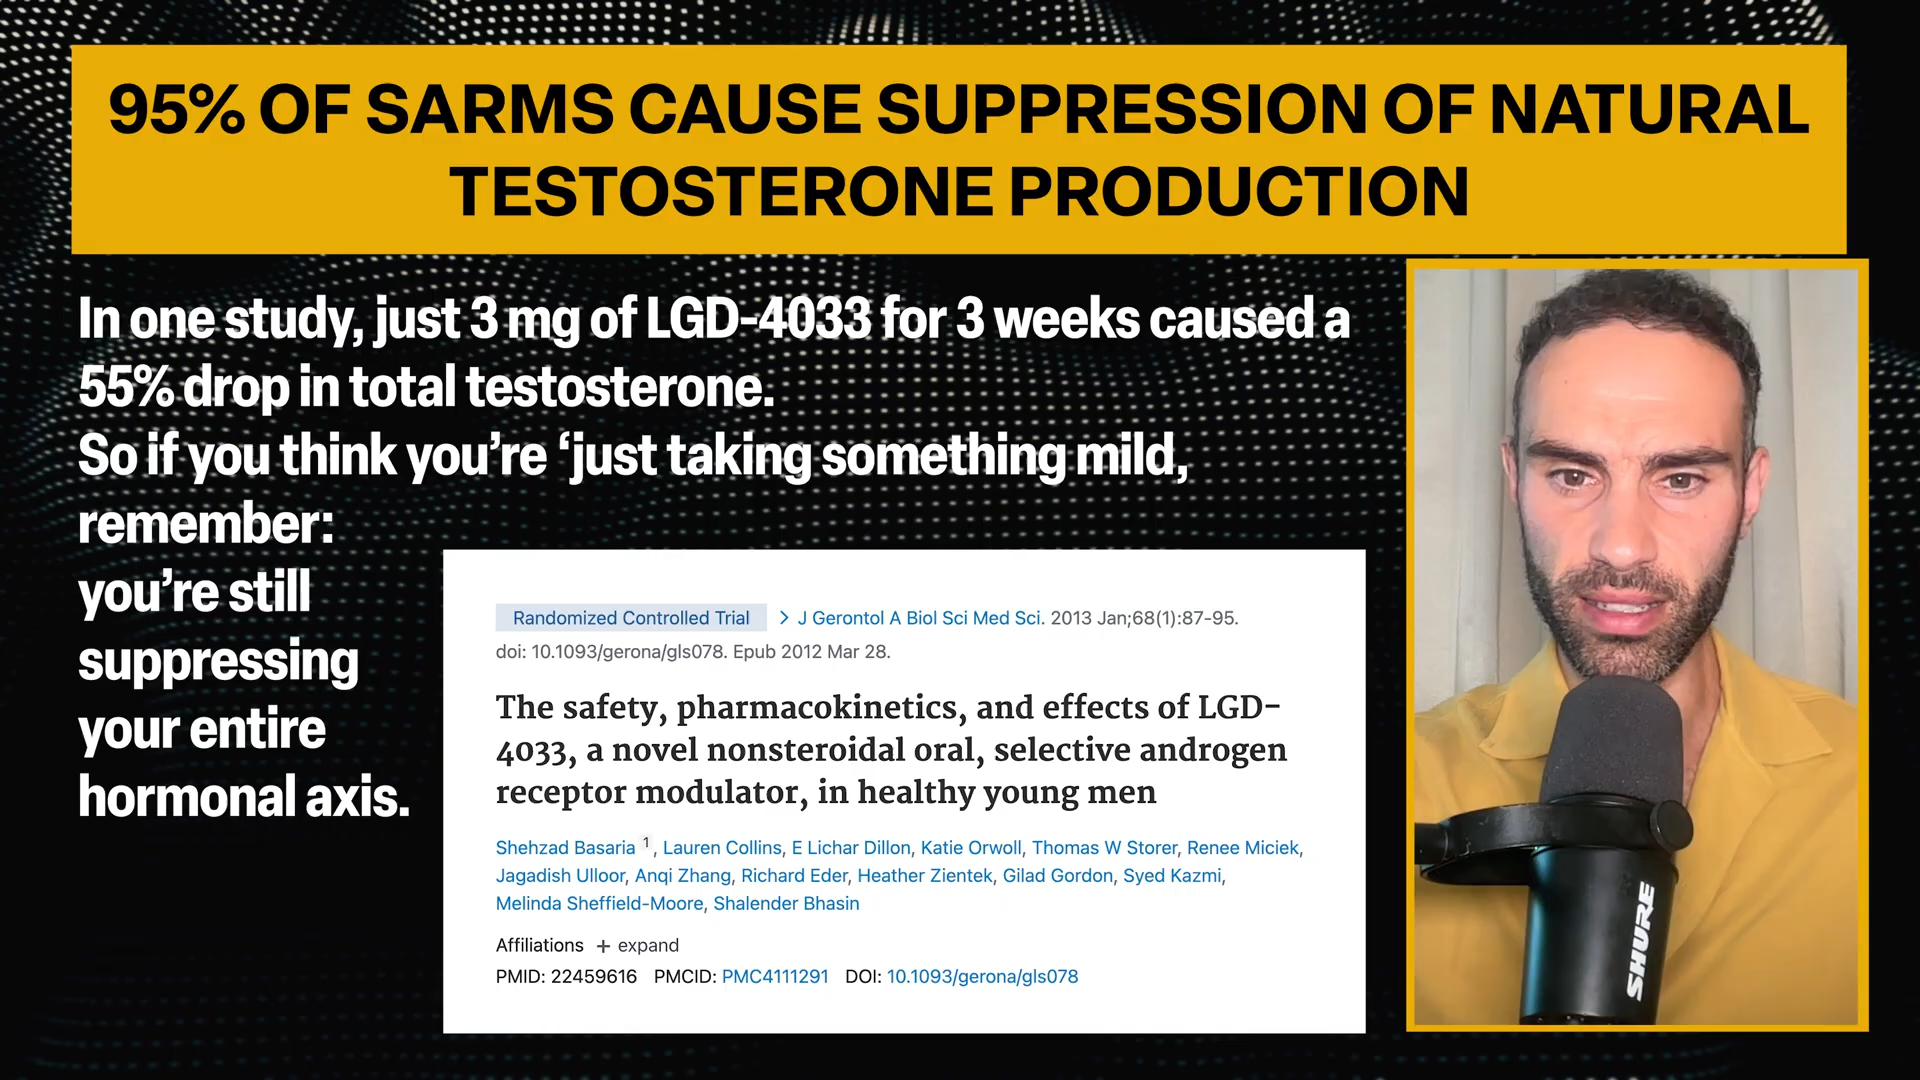 95% OF SARMS CAUSE SUPPRESSION OF NATURAL
TESTOSTERONE PRODUCTION
In one study, just 3 mg of LGD-4033 for 3 weeks caused a
55% drop in total testosterone.
So if you think you’re ‘just taking something mild,
remember:
you’re still
suppressing
your entire
hormonal axis.
Randomized Controlled Trial > J Gerontol A Biol Sci Med Sci. 2013 Jan;68(1):87-95.
doi: 10.1093/gerona/gls078. Epub 2012 Mar 28.
The safety, pharmacokinetics, and effects of LGD-
4033, a novel nonsteroidal oral, selective androgen
receptor modulator, in healthy young men
Shehzad Basaria 1, Lauren Collins, E Lichar Dillon, Katie Orwoll, Thomas W Storer, Renee Miciek,
Jagadish Ulloor, Anqi Zhang, Richard Eder, Heather Zientek, Gilad Gordon, Syed Kazmi,
Melinda Sheffield-Moore, Shalender Bhasin
Affiliations + expand
PMID: 22459616 PMCID: PMC4111291 DOI: 10.1093/gerona/gls078
SHURE